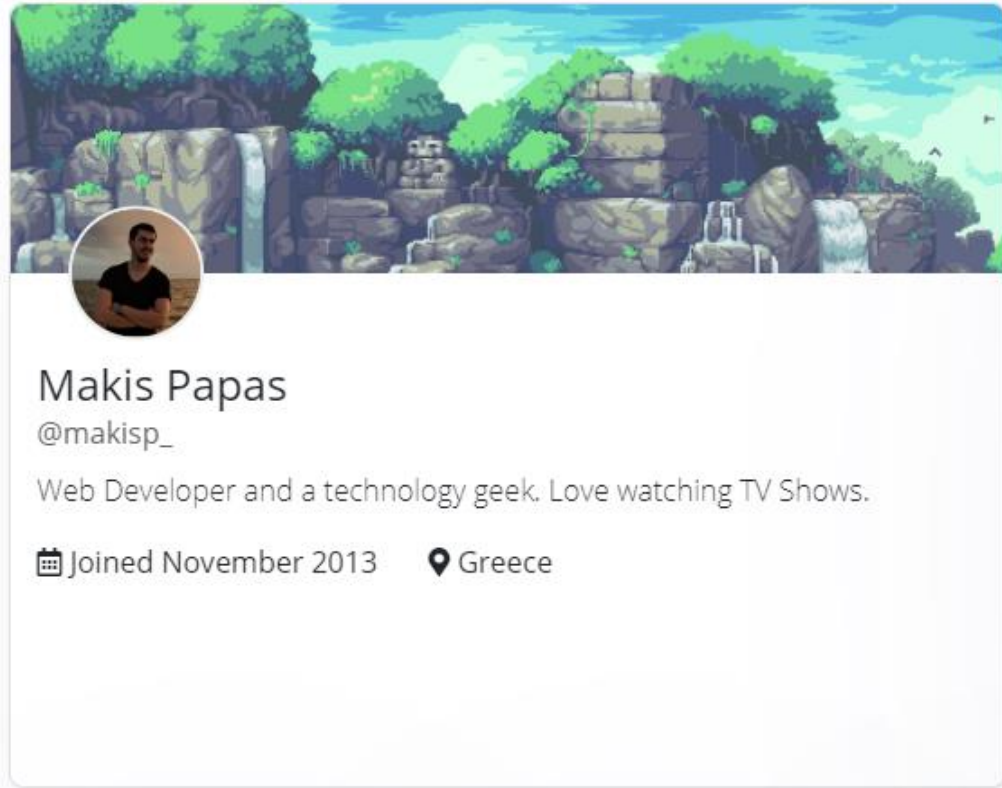 Makis Papas
@makisp_
Web Developer and a technology geek. Love watching TV Shows.
Joined November 2013 Greece